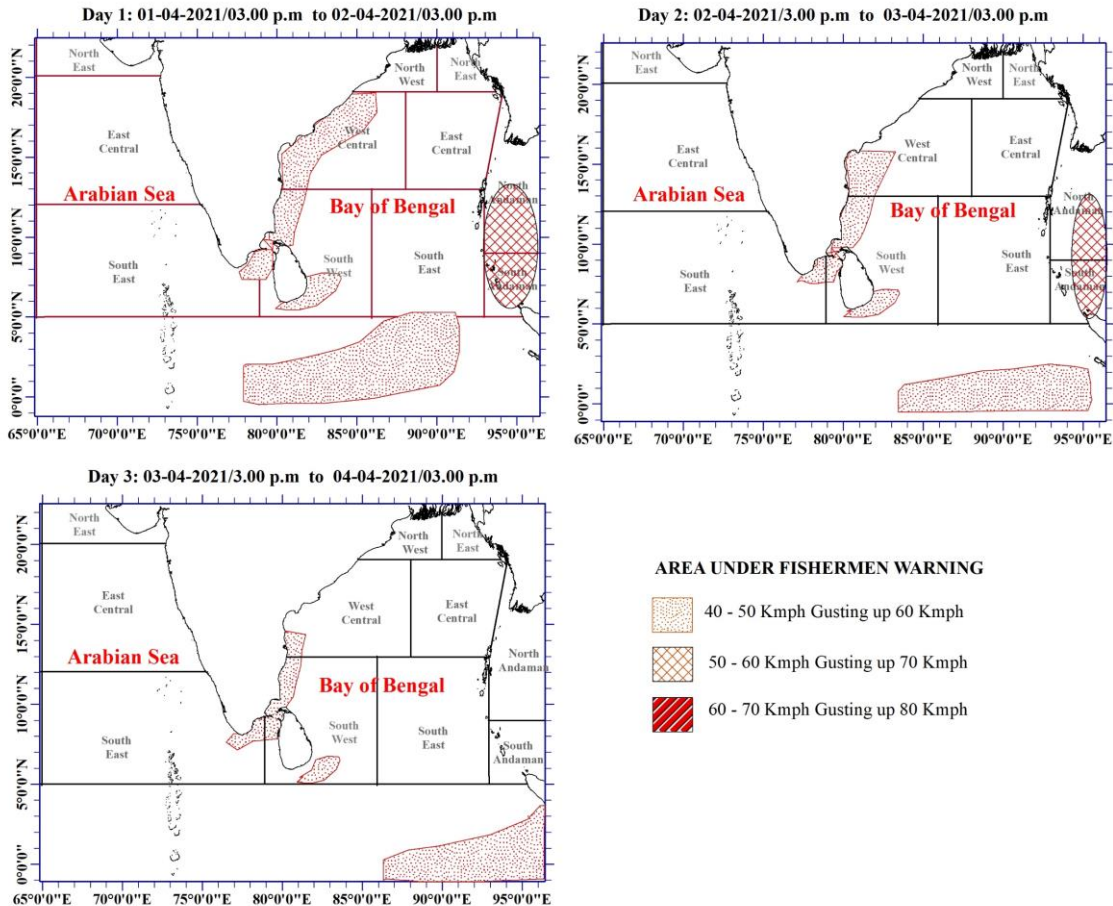 Day 1: 01-04-2021/03.00 p.m to 02-04-2021/03.00 p.m
North
East
North
West
North
East
East
Central
West
Central
East
Central
Arabian Sea
Bay of Bengal
North
Andaman
South
East
South
West
South
East
South
Andaman
20°0'0"N
15°0'0"N
10°0'0"N
5°0'0"N
0°0'0"
65°0'0"E 70°0'0"E 75°0'0"E 80°0'0"E 85°0'0"E 90°0'0"E 95°0'0"E
Day 2: 02-04-2021/3.00 p.m to 03-04-2021/03.00 p.m
North
East
North
West
North
East
East
Central
West
Central
East
Central
Arabian Sea
Bay of Bengal
North
Andaman
South
East
South
West
South
East
South
Andaman
20°0'0"N
15°0'0"N
10°0'0"N
5°0'0"N
0°0'0"
65°0'0"E 70°0'0"E 75°0'0"E 80°0'0"E 85°0'0"E 90°0'0"E 95°0'0"E
Day 3: 03-04-2021/3.00 p.m to 04-04-2021/03.00 p.m
North
East
North
West
North
East
East
Central
West
Central
East
Central
Arabian Sea
Bay of Bengal
North
Andaman
South
East
South
West
South
East
South
Andaman
20°0'0"N
15°0'0"N
10°0'0"N
5°0'0"N
0°0'0"
65°0'0"E 70°0'0"E 75°0'0"E 80°0'0"E 85°0'0"E 90°0'0"E 95°0'0"E
AREA UNDER FISHERMEN WARNING
40 - 50 Kmph Gusting up 60 Kmph
50 - 60 Kmph Gusting up 70 Kmph
60 - 70 Kmph Gusting up 80 Kmph